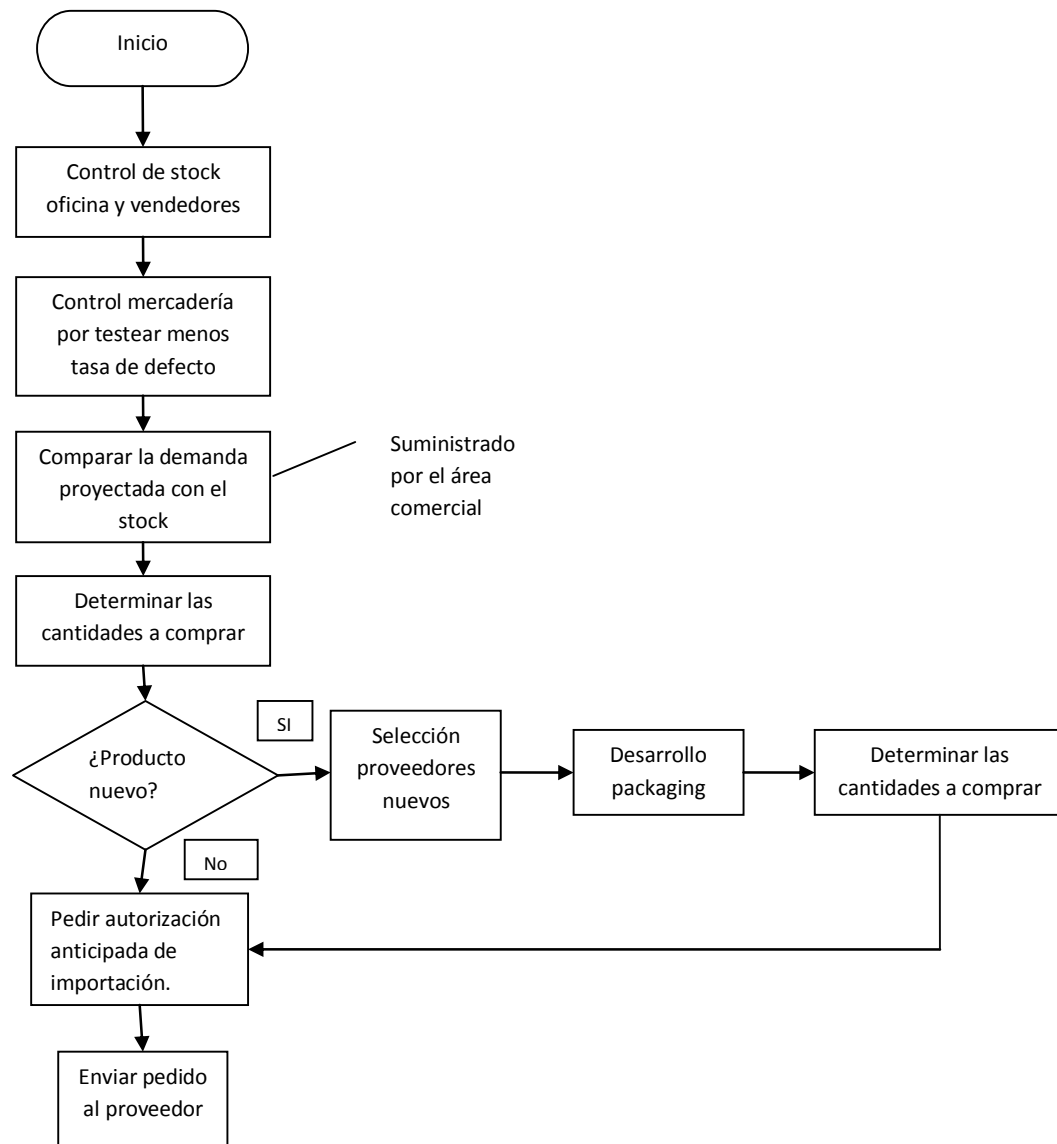 Inicio
Control de stock
oficina y vendedores
Control mercadería
por testear menos
tasa de defecto
Comparar la demanda
proyectada con el
stock
Suministrado
por el área
comercial
Determinar las
cantidades a comprar
¿Producto
nuevo?
SI
Selección
proveedores
nuevos
Desarrollo
packaging
Determinar las
cantidades a comprar
No
Pedir autorización
anticipada de
importación.
Enviar pedido
al proveedor